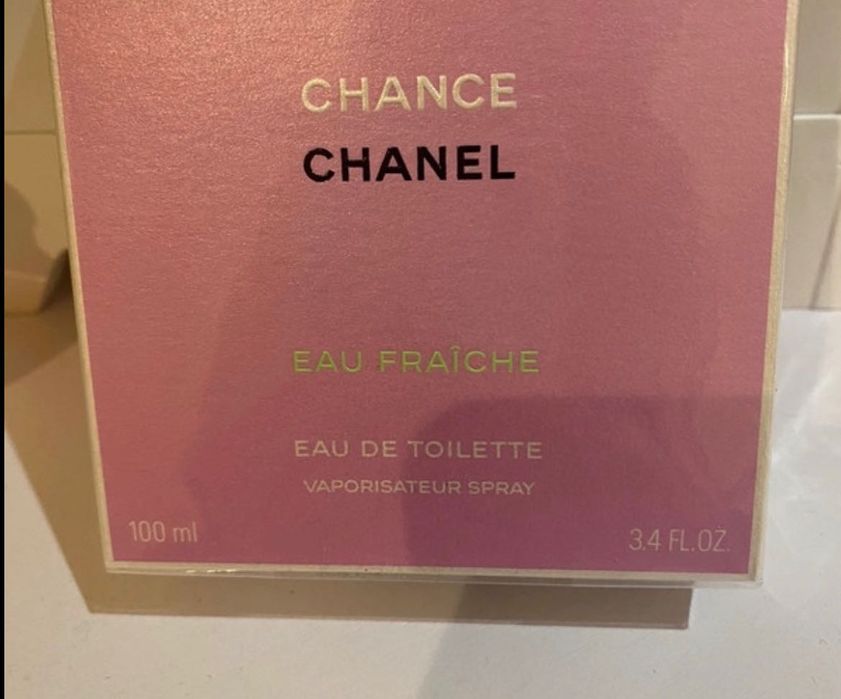 CHANCE
CHANEL
EAU FRAÎCHE
EAU DE TOILETTE
VAPORISATEUR SPRAY
100 ml
3.4 FL.OZ.